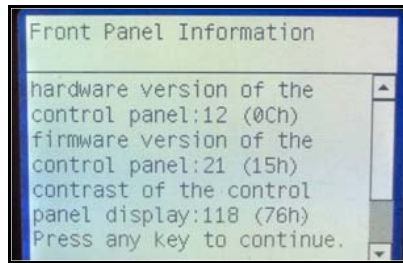 Front Panel Information
hardware version of the
control panel:12 (0Ch)
firmware version of the
control panel:21 (15h)
contrast of the control
panel display:118 (76h)
Press any key to continue.